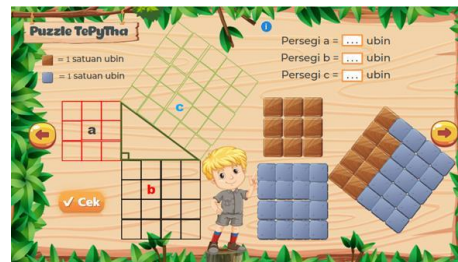 Puzzle TePyTha
= 1 satuan ubin
= 1 satuan ubin
i
Persegi a = ... ubin
Persegi b = ... ubin
Persegi c = ... ubin
c
a
b
Cek